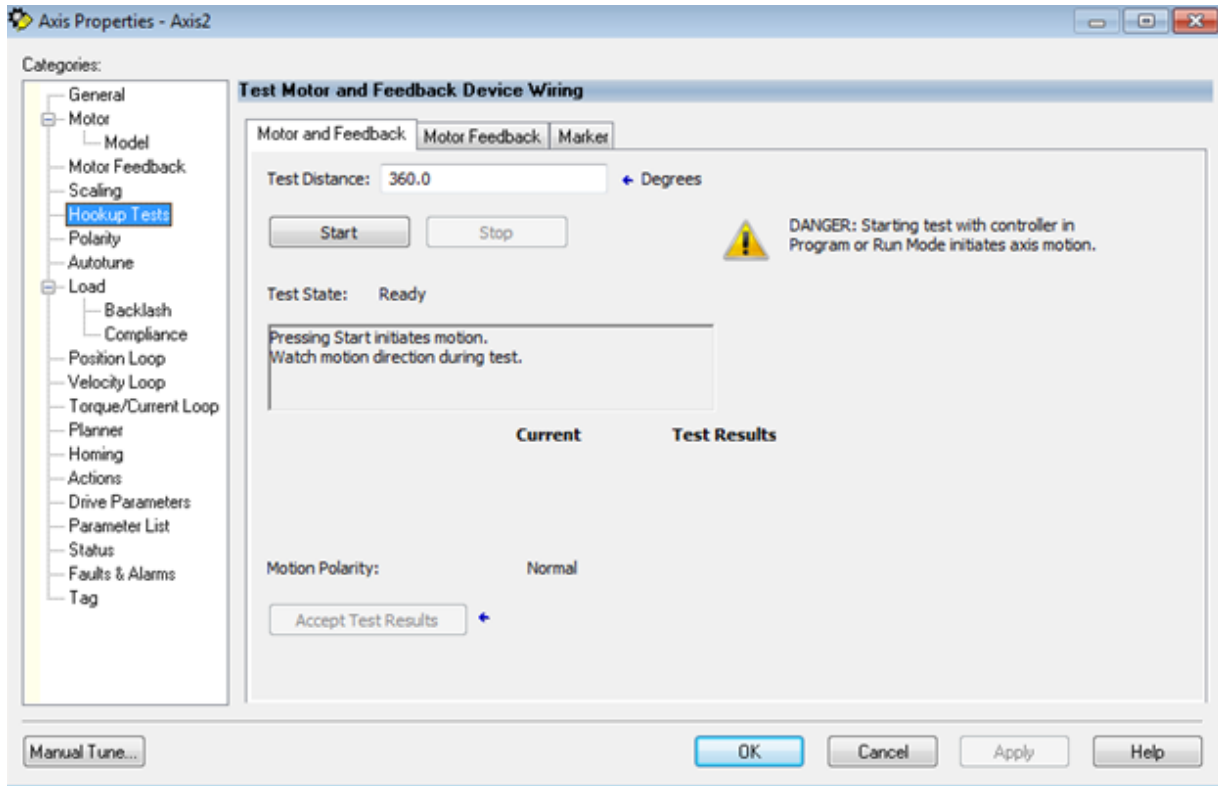 Axis Properties - Axis2
Categories:
General
Motor
Model
Motor Feedback
Scaling
Hookup Tests
Polarity
Autotune
Load
Backlash
Compliance
Position Loop
Velocity Loop
Torque/Current Loop
Planner
Homing
Actions
Drive Parameters
Parameter List
Status
Faults & Alarms
Tag
Test Motor and Feedback Device Wiring
Motor and Feedback Motor Feedback Marker
Test Distance: 360.0 Degrees
Start Stop
DANGER: Starting test with controller in
Program or Run Mode initiates axis motion.
Test State: Ready
Pressing Start initiates motion.
Watch motion direction during test.
Current Test Results
Motion Polarity: Normal
Accept Test Results
Manual Tune... OK Cancel Apply Help